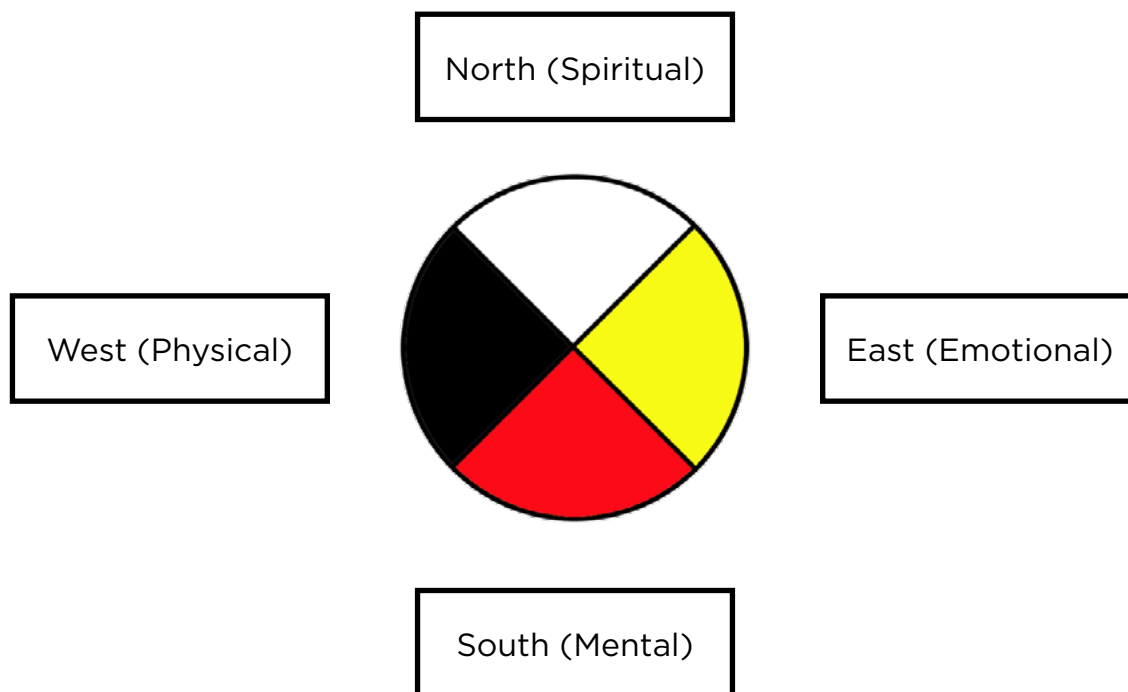 North (Spiritual)
West (Physical)
East (Emotional)
South (Mental)